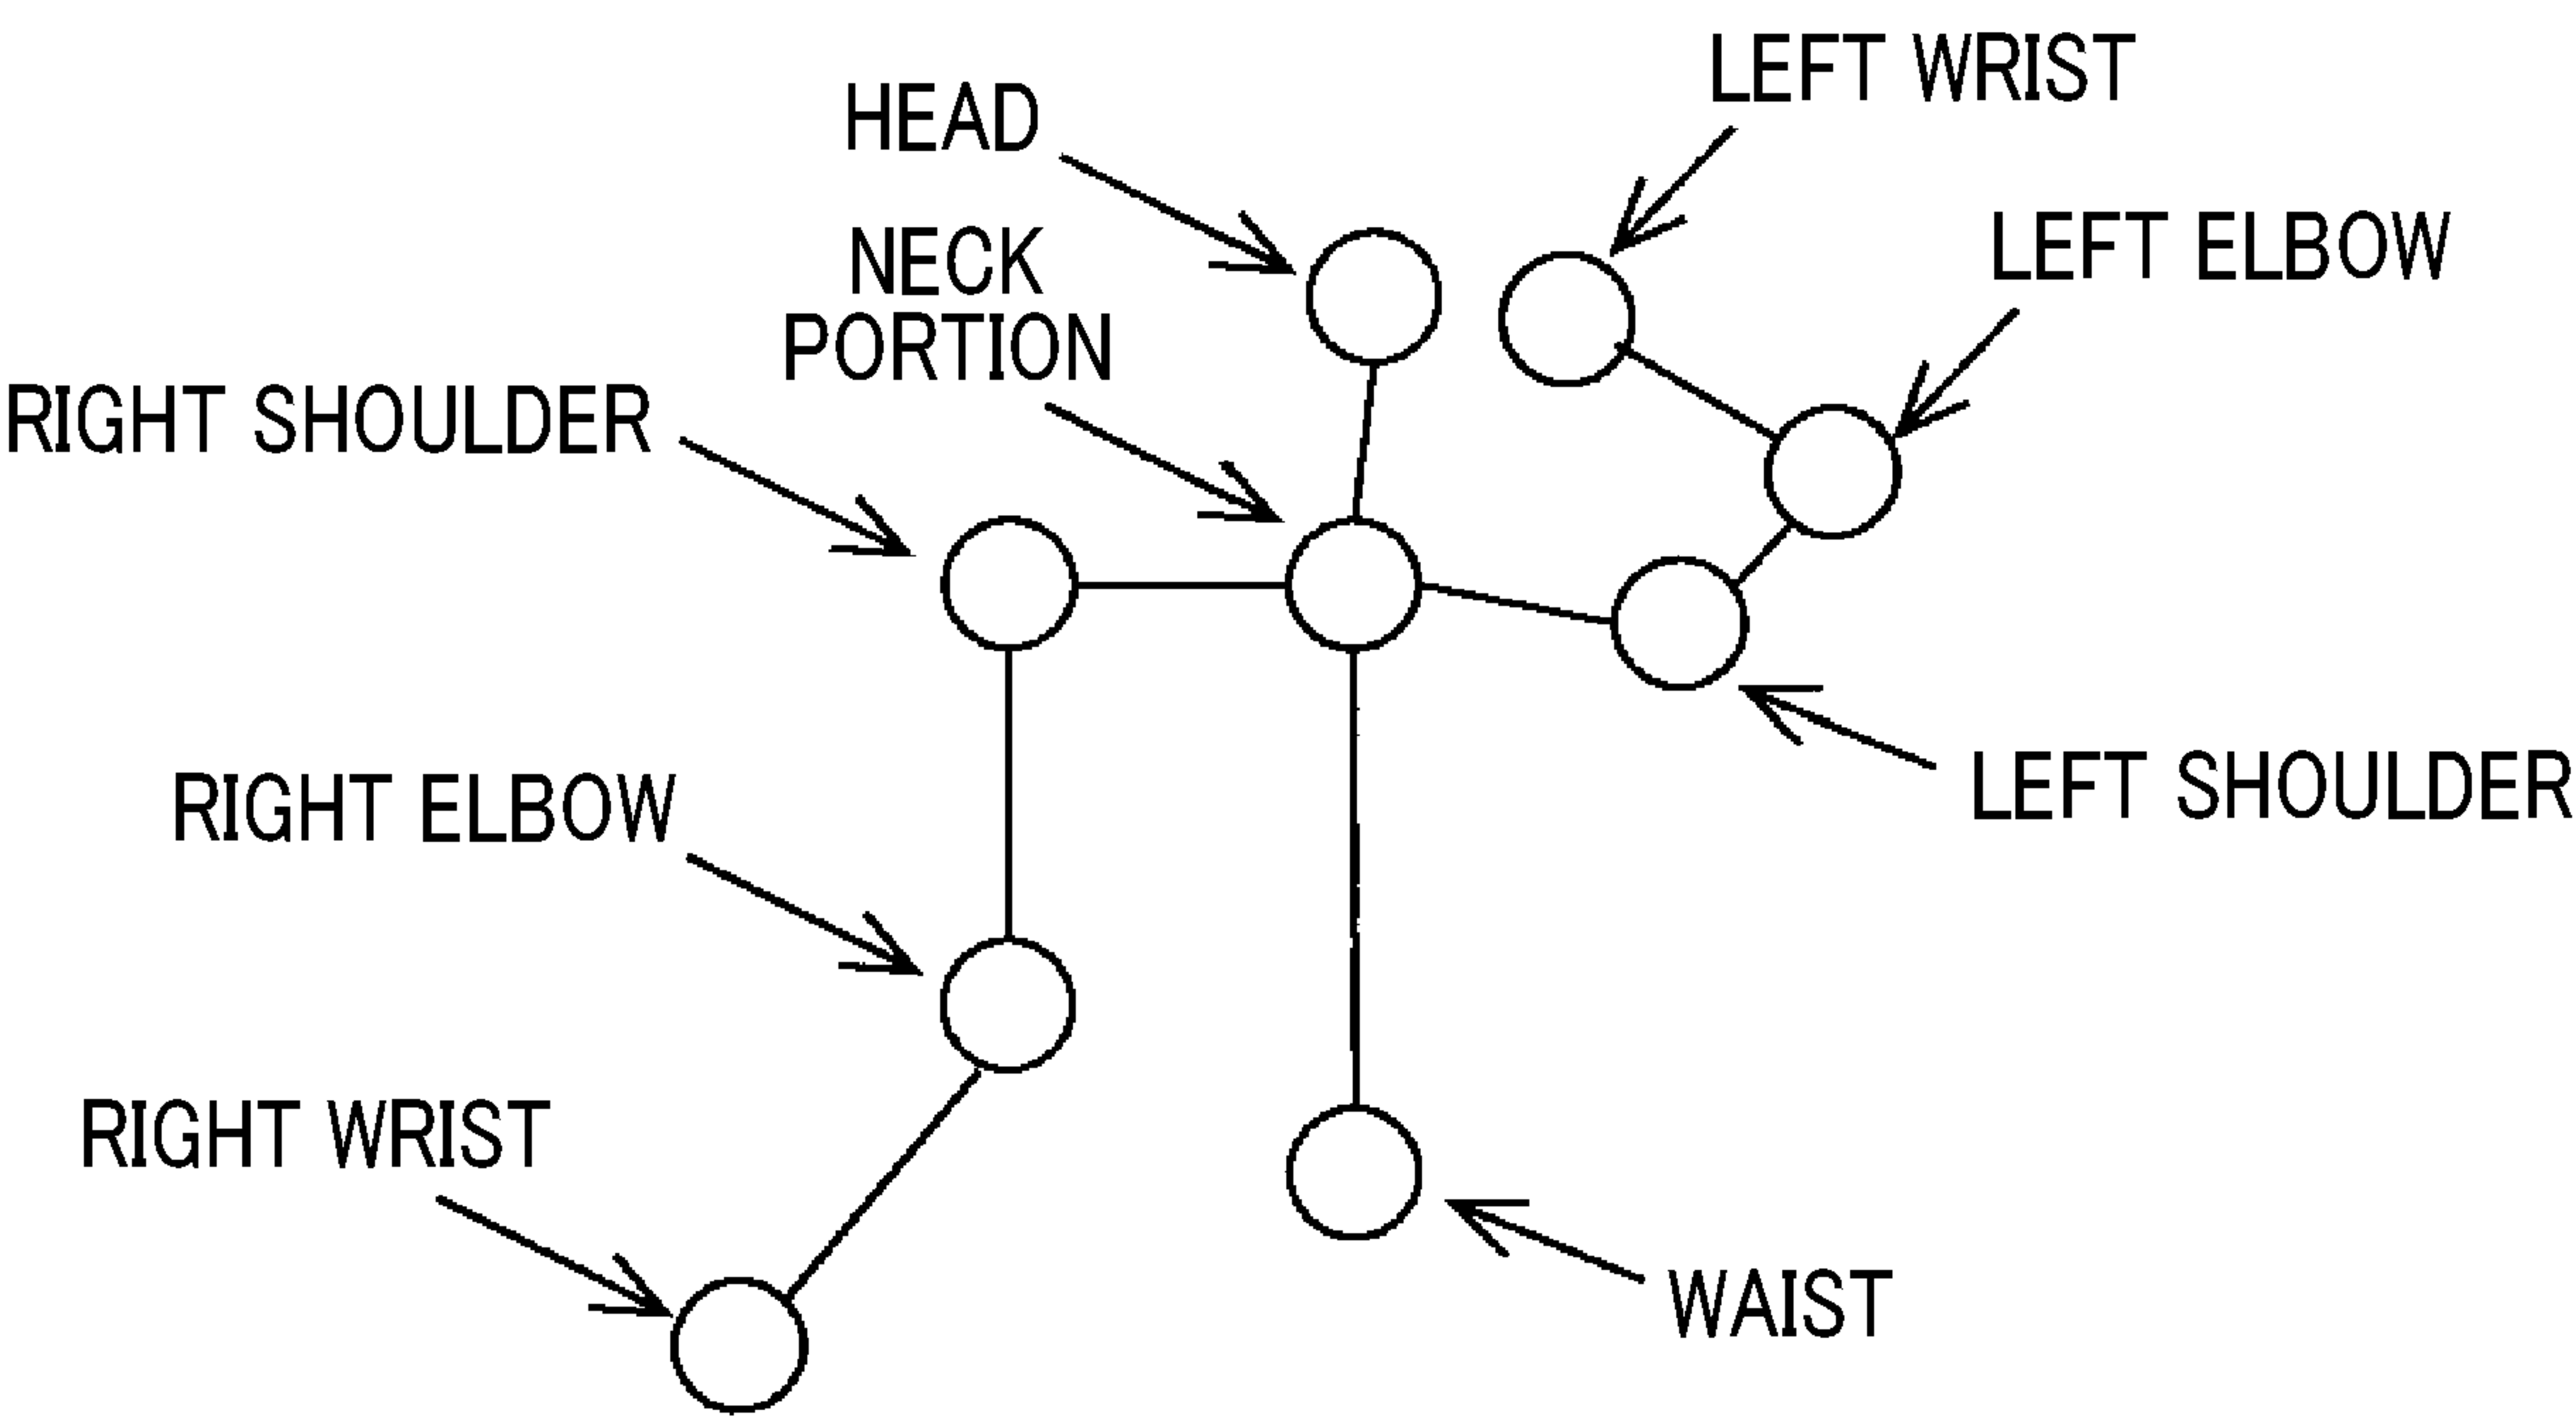 LEFT WRIST
HEAD
LEFT ELBOW
NECK
PORTION
RIGHT SHOULDER
LEFT SHOULDER
RIGHT ELBOW
RIGHT WRIST
WAIST